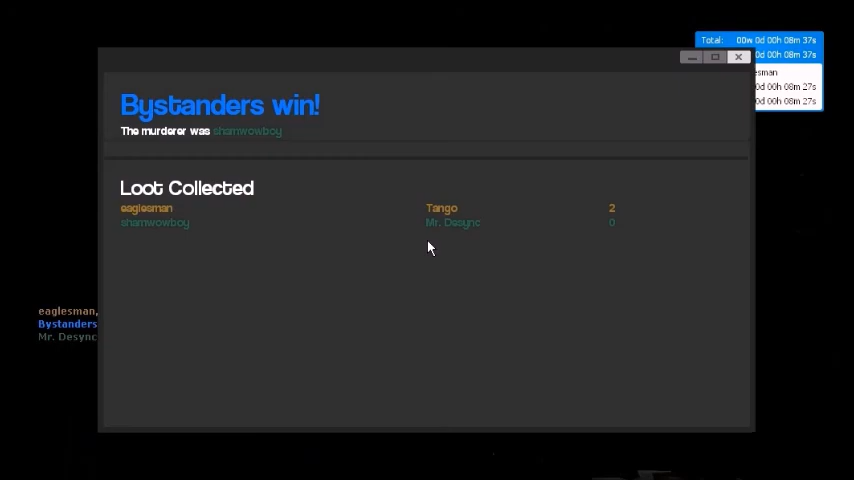 Total: 00w 0d 00h 08m 37s
0d 00h 08m 37s
Bystanders win!
esman
0d 00h 08m 27s
0d 00h 08m 27s
The murderer was shamwowboy
Loot Collected
eaglesman Tango 2
shamwowboy Mr. Desync 0
eaglesman,
Bystanders
Mr. Desync